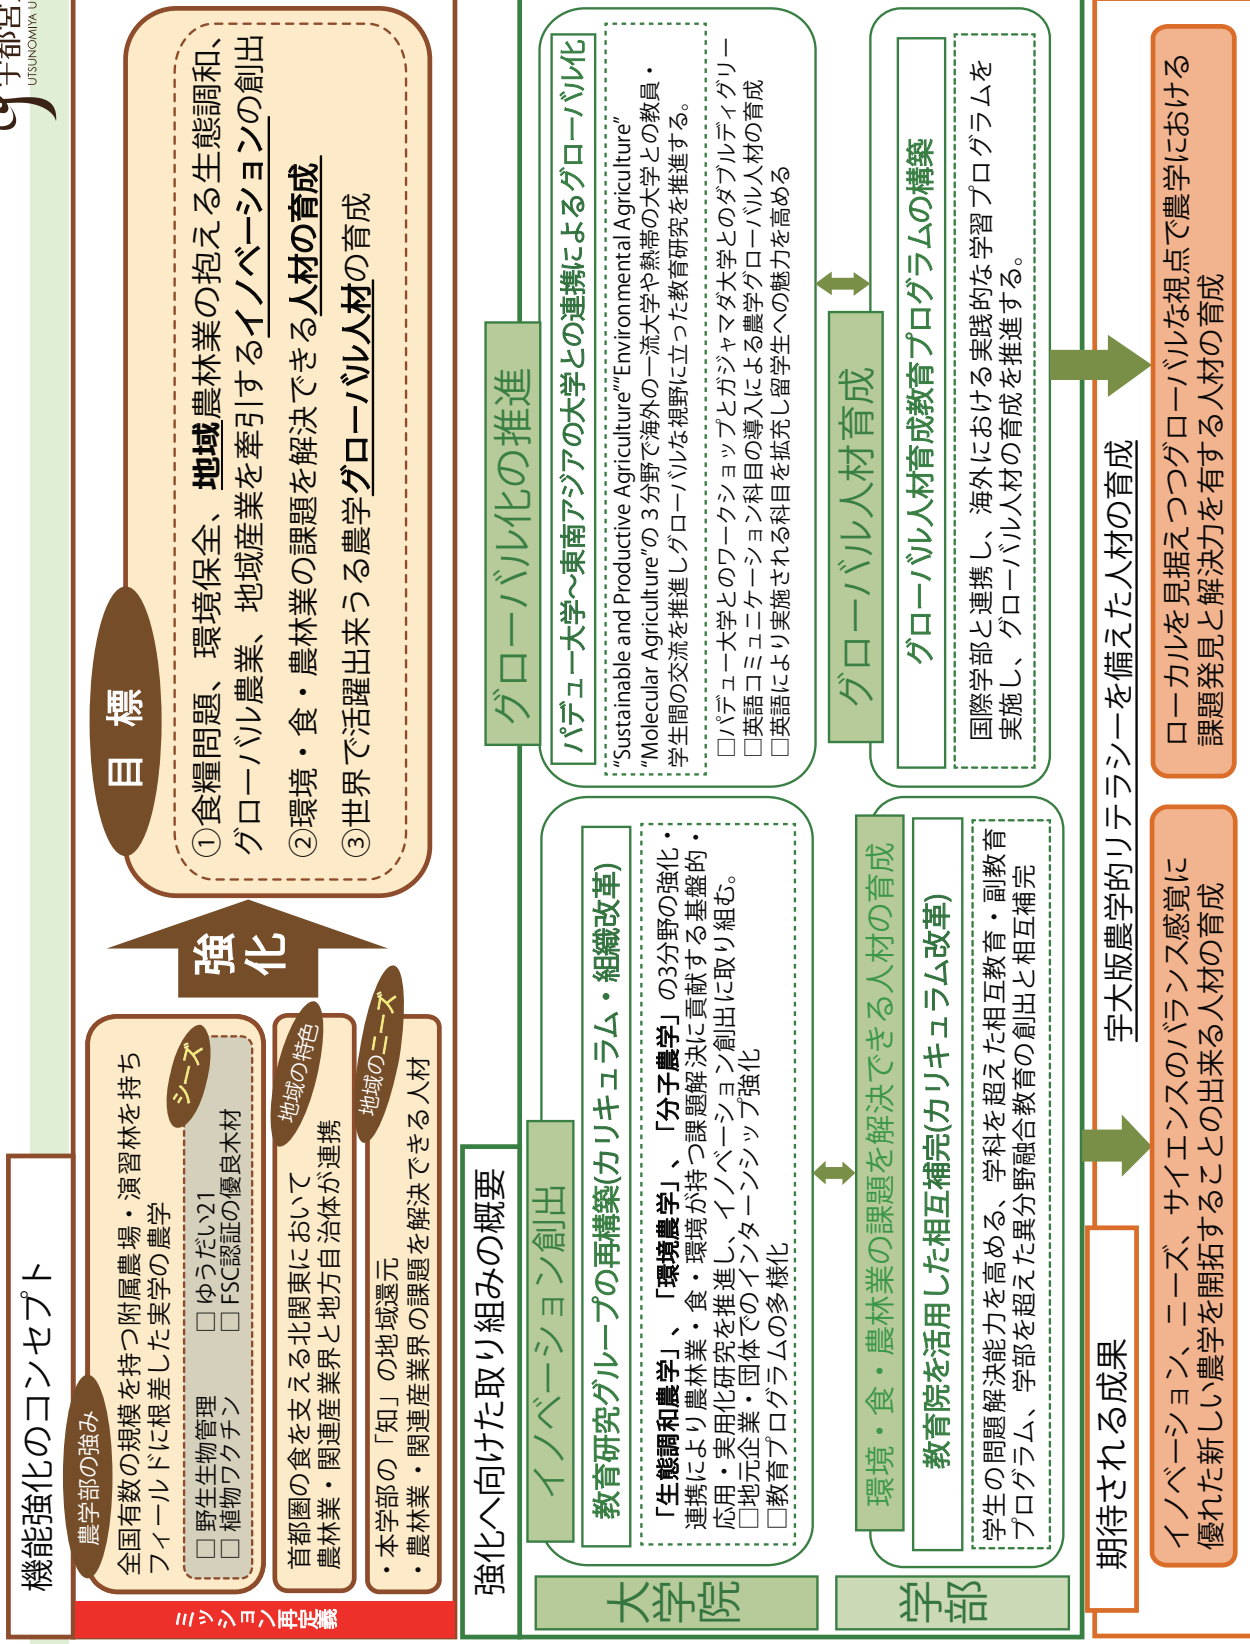 宇都宮
UTSUNOMIYA U
機能強化のコンセプト
ミッション再定義
農学部の強み
全国有数の規模を持つ附属農場・演習林を持ち
フィールドに根差した実学の農学
シーズ
□ 野生生物管理 □ ゆうだい21
□ 植物ワクチン □ FSC認証の優良木材
地域の特色
首都圏の食を支える北関東において
農林業・関連産業界と地方自治体が連携
地域のニーズ
・本学部の「知」の地域還元
・農林業・関連産業界の課題を解決できる人材
強化
目 標
①食糧問題、環境保全、地域農林業の抱える生態調和、
グローバル農業、地域産業を牽引するイノベーションの創出
②環境・食・農林業の課題を解決できる人材の育成
③世界で活躍出来うる農学グローバル人材の育成
強化へ向けた取り組みの概要
大学院
イノベーション創出
教育研究グループの再構築(カリキュラム・組織改革)
「生態調和農学」、「環境農学」、「分子農学」の3分野の強化・
連携により農林業・食・環境が持つ課題解決に貢献する基盤的・
応用・実用化研究を推進し、イノベーション創出に取り組む。
□地元企業・団体でのインターンシップ強化
□教育プログラムの多様化
グローバル化の推進
パデュー大学～東南アジアの大学との連携によるグローバル化
“Sustainable and Productive Agriculture”“Environmental Agriculture”
“Molecular Agriculture”の３分野で海外の一流大学や熱帯の大学との教員・
学生間の交流を推進しグローバルな視野に立った教育研究を推進する。
□パデュー大学とのワークショップとガジャマダ大学とのダブルディグリー
□英語コミュニケーション科目の導入による農学グローバル人材の育成
□英語により実施される科目を拡充し留学生への魅力を高める
学部
環境・食・農林業の課題を解決できる人材の育成
教育院を活用した相互補完(カリキュラム改革)
学生の問題解決能力を高める、学科を超えた相互教育・副教育
プログラム、学部を超えた異分野融合教育の創出と相互補完
グローバル人材育成
グローバル人材育成教育プログラムの構築
国際学部と連携し、海外における実践的な学習プログラムを
実施し、グローバル人材の育成を推進する。
期待される成果
宇大版農学的リテラシーを備えた人材の育成
イノベーション、ニーズ、サイエンスのバランス感覚に
優れた新しい農学を開拓することの出来る人材の育成
ローカルを見据えつつグローバルな視点で農学における
課題発見と解決力を有する人材の育成